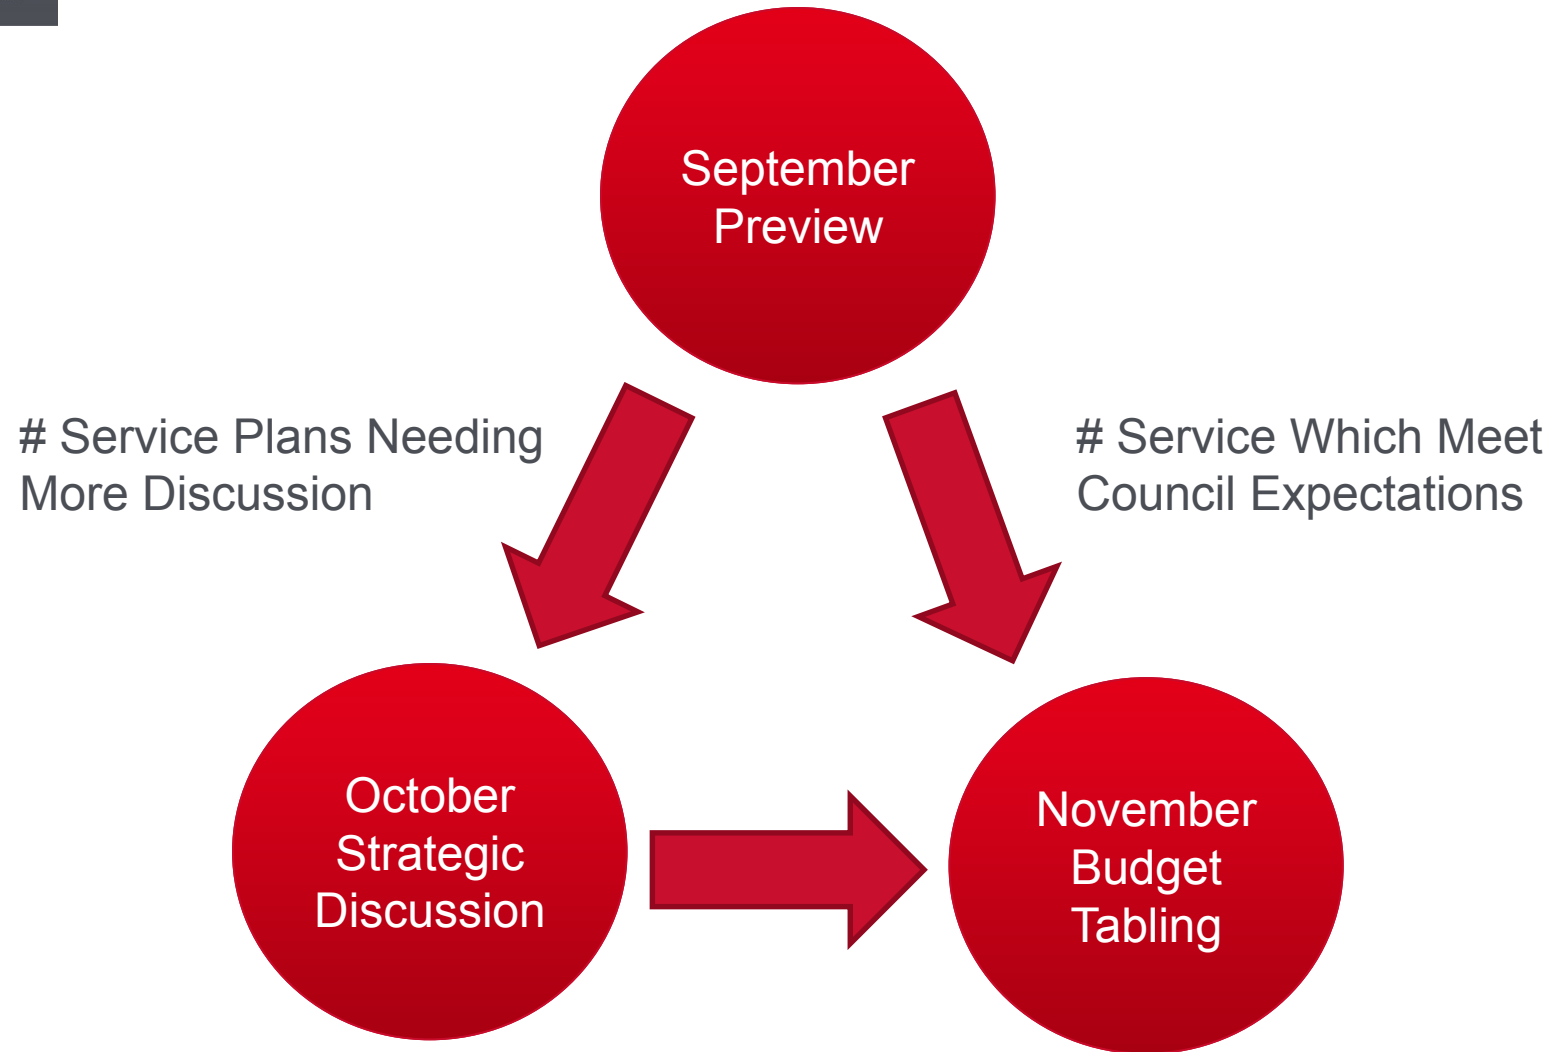 September
Preview
# Service Plans Needing
More Discussion
# Service Which Meet
Council Expectations
October
Strategic
Discussion
November
Budget
Tabling